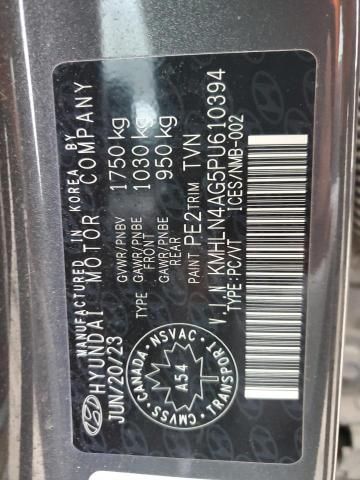 MANUFACTURED IN KOREA BY
HYUNDAI MOTOR COMPANY
JUN/20/23
GVWR/PNBV 1750 kg
TYPE GAWR/PNBE FRONT 1030 kg
GAWR/PNBE REAR 950 kg
PAINT PE2 TRIM TVN
V.I.N KMHLN4AG5PU610394
TYPE:PC/VT ICES/NMB-002
CANADA NSVAC
A54
CMVSS TRANSPORT